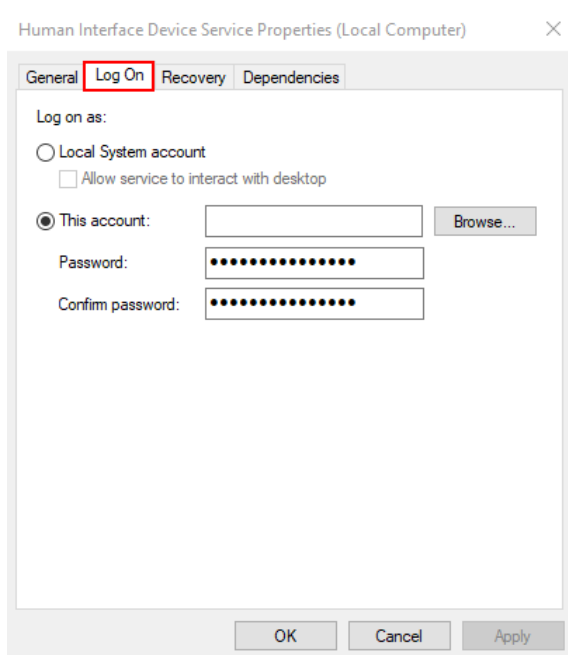 Human Interface Device Service Properties (Local Computer)
General Log On Recovery Dependencies
Log on as:
Local System account
Allow service to interact with desktop
This account:
Browse...
Password: •••••••••••••••
Confirm password: •••••••••••••••
OK Cancel Apply